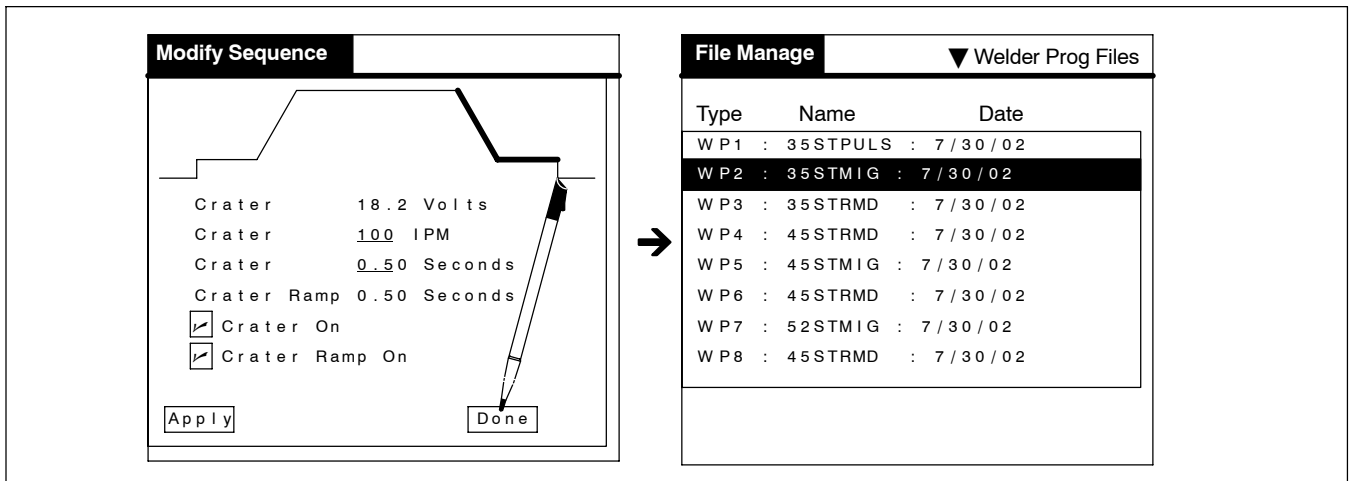 Modify Sequence
Crater 18.2 Volts
Crater 100 IPM
Crater 0.50 Seconds
Crater Ramp 0.50 Seconds
Crater On
Crater Ramp On
Apply Done
File Manage ▼ Welder Prog Files
Type Name Date
WP1 : 35STPULS : 7/30/02
WP2 : 35STMIG : 7/30/02
WP3 : 35STRMD : 7/30/02
WP4 : 45STRMD : 7/30/02
WP5 : 45STMIG : 7/30/02
WP6 : 45STRMD : 7/30/02
WP7 : 52STMIG : 7/30/02
WP8 : 45STRMD : 7/30/02